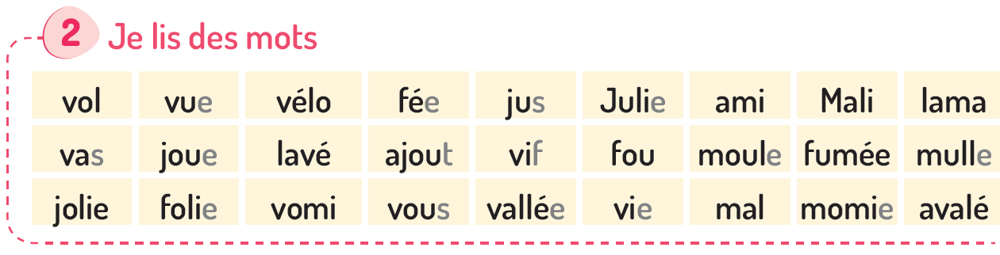 2 Je lis des mots
vol vue vélo fée jus Julie ami Mali lama
vas joue lavé ajout vif fou moule fumée mulle
jolie folie vomi vous vallée vie mal momie avalé